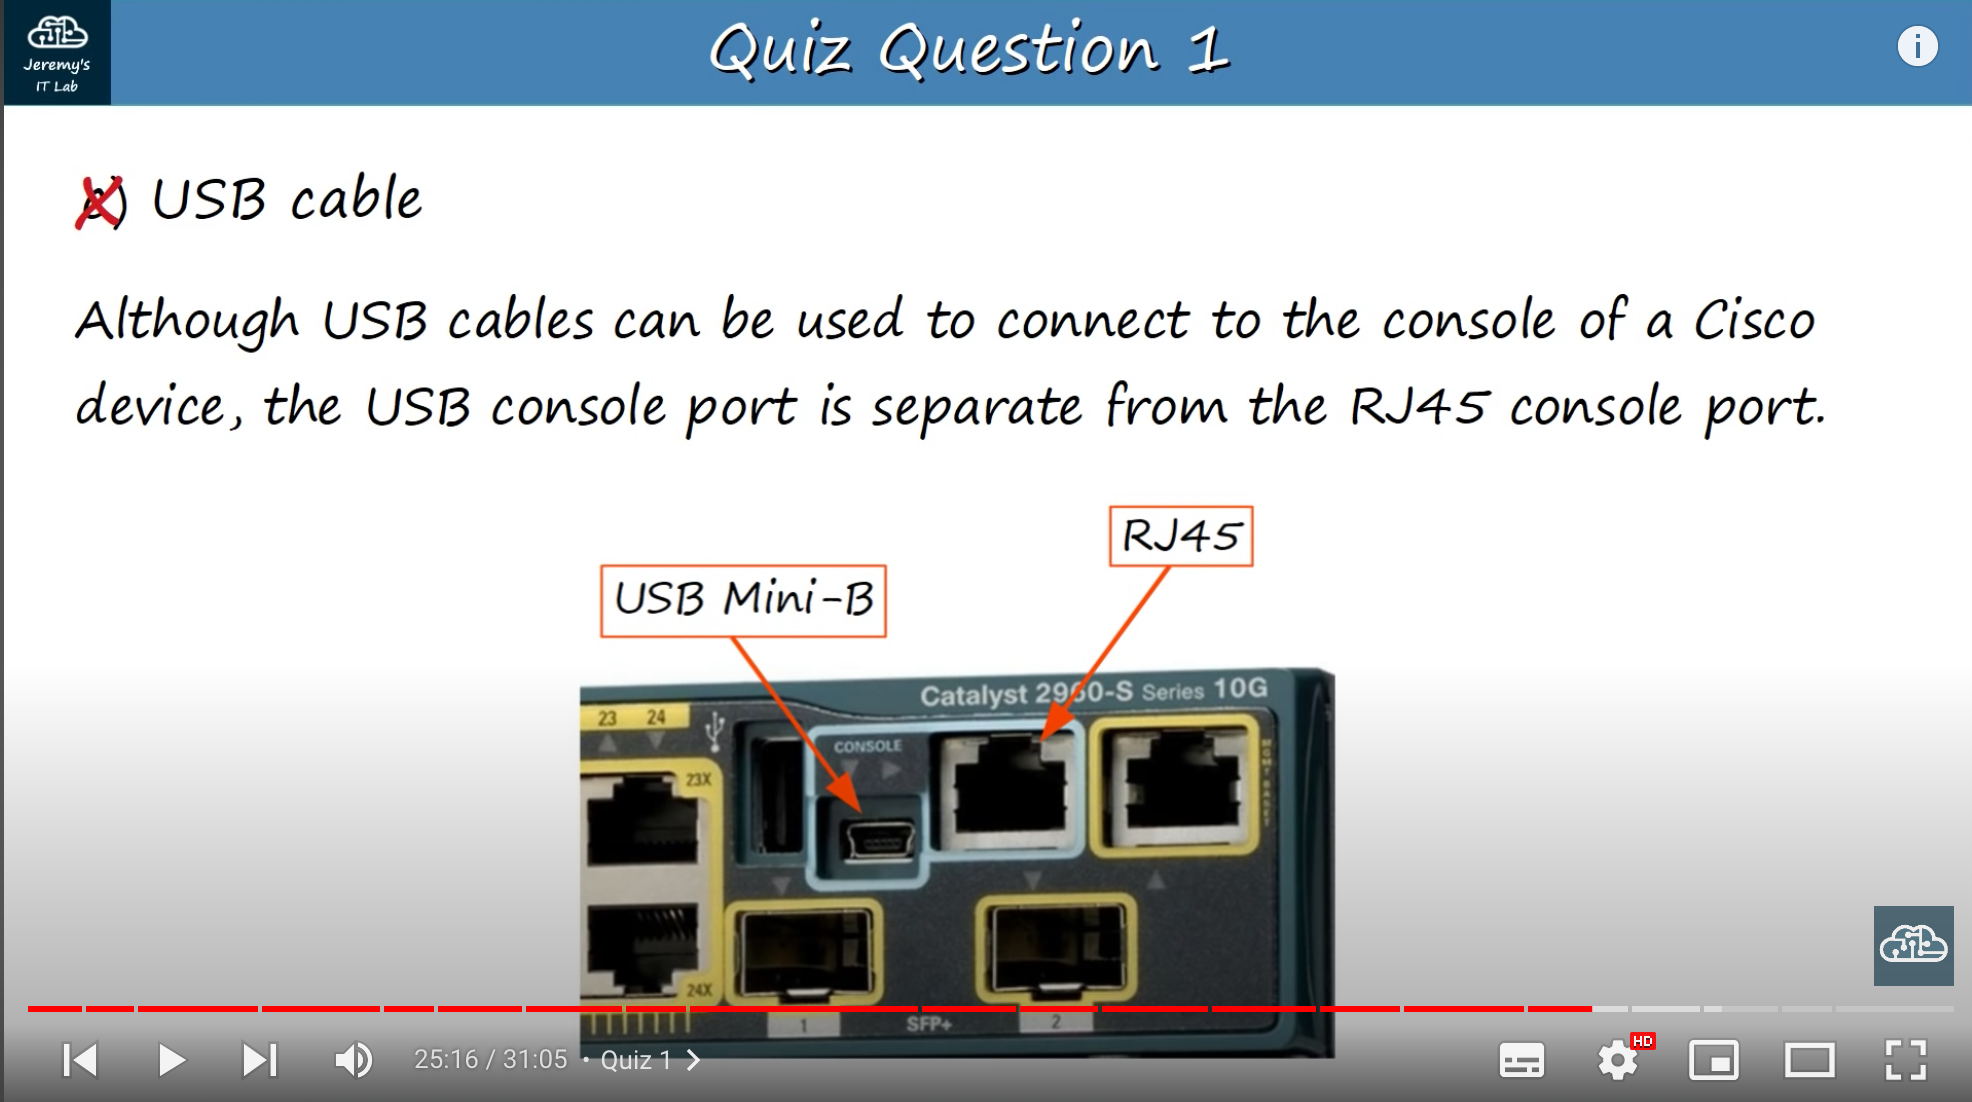 Jeremy's
IT Lab
Quiz Question 1
USB cable
Although USB cables can be used to connect to the console of a Cisco
device, the USB console port is separate from the RJ45 console port.
RJ45
USB Mini-B
Catalyst 2960-S Series 10G
23 24
CONSOLE
23X
MGMT BASET
24X
1 SFP+ 2
HD
25:16 / 31:05 • Quiz 1